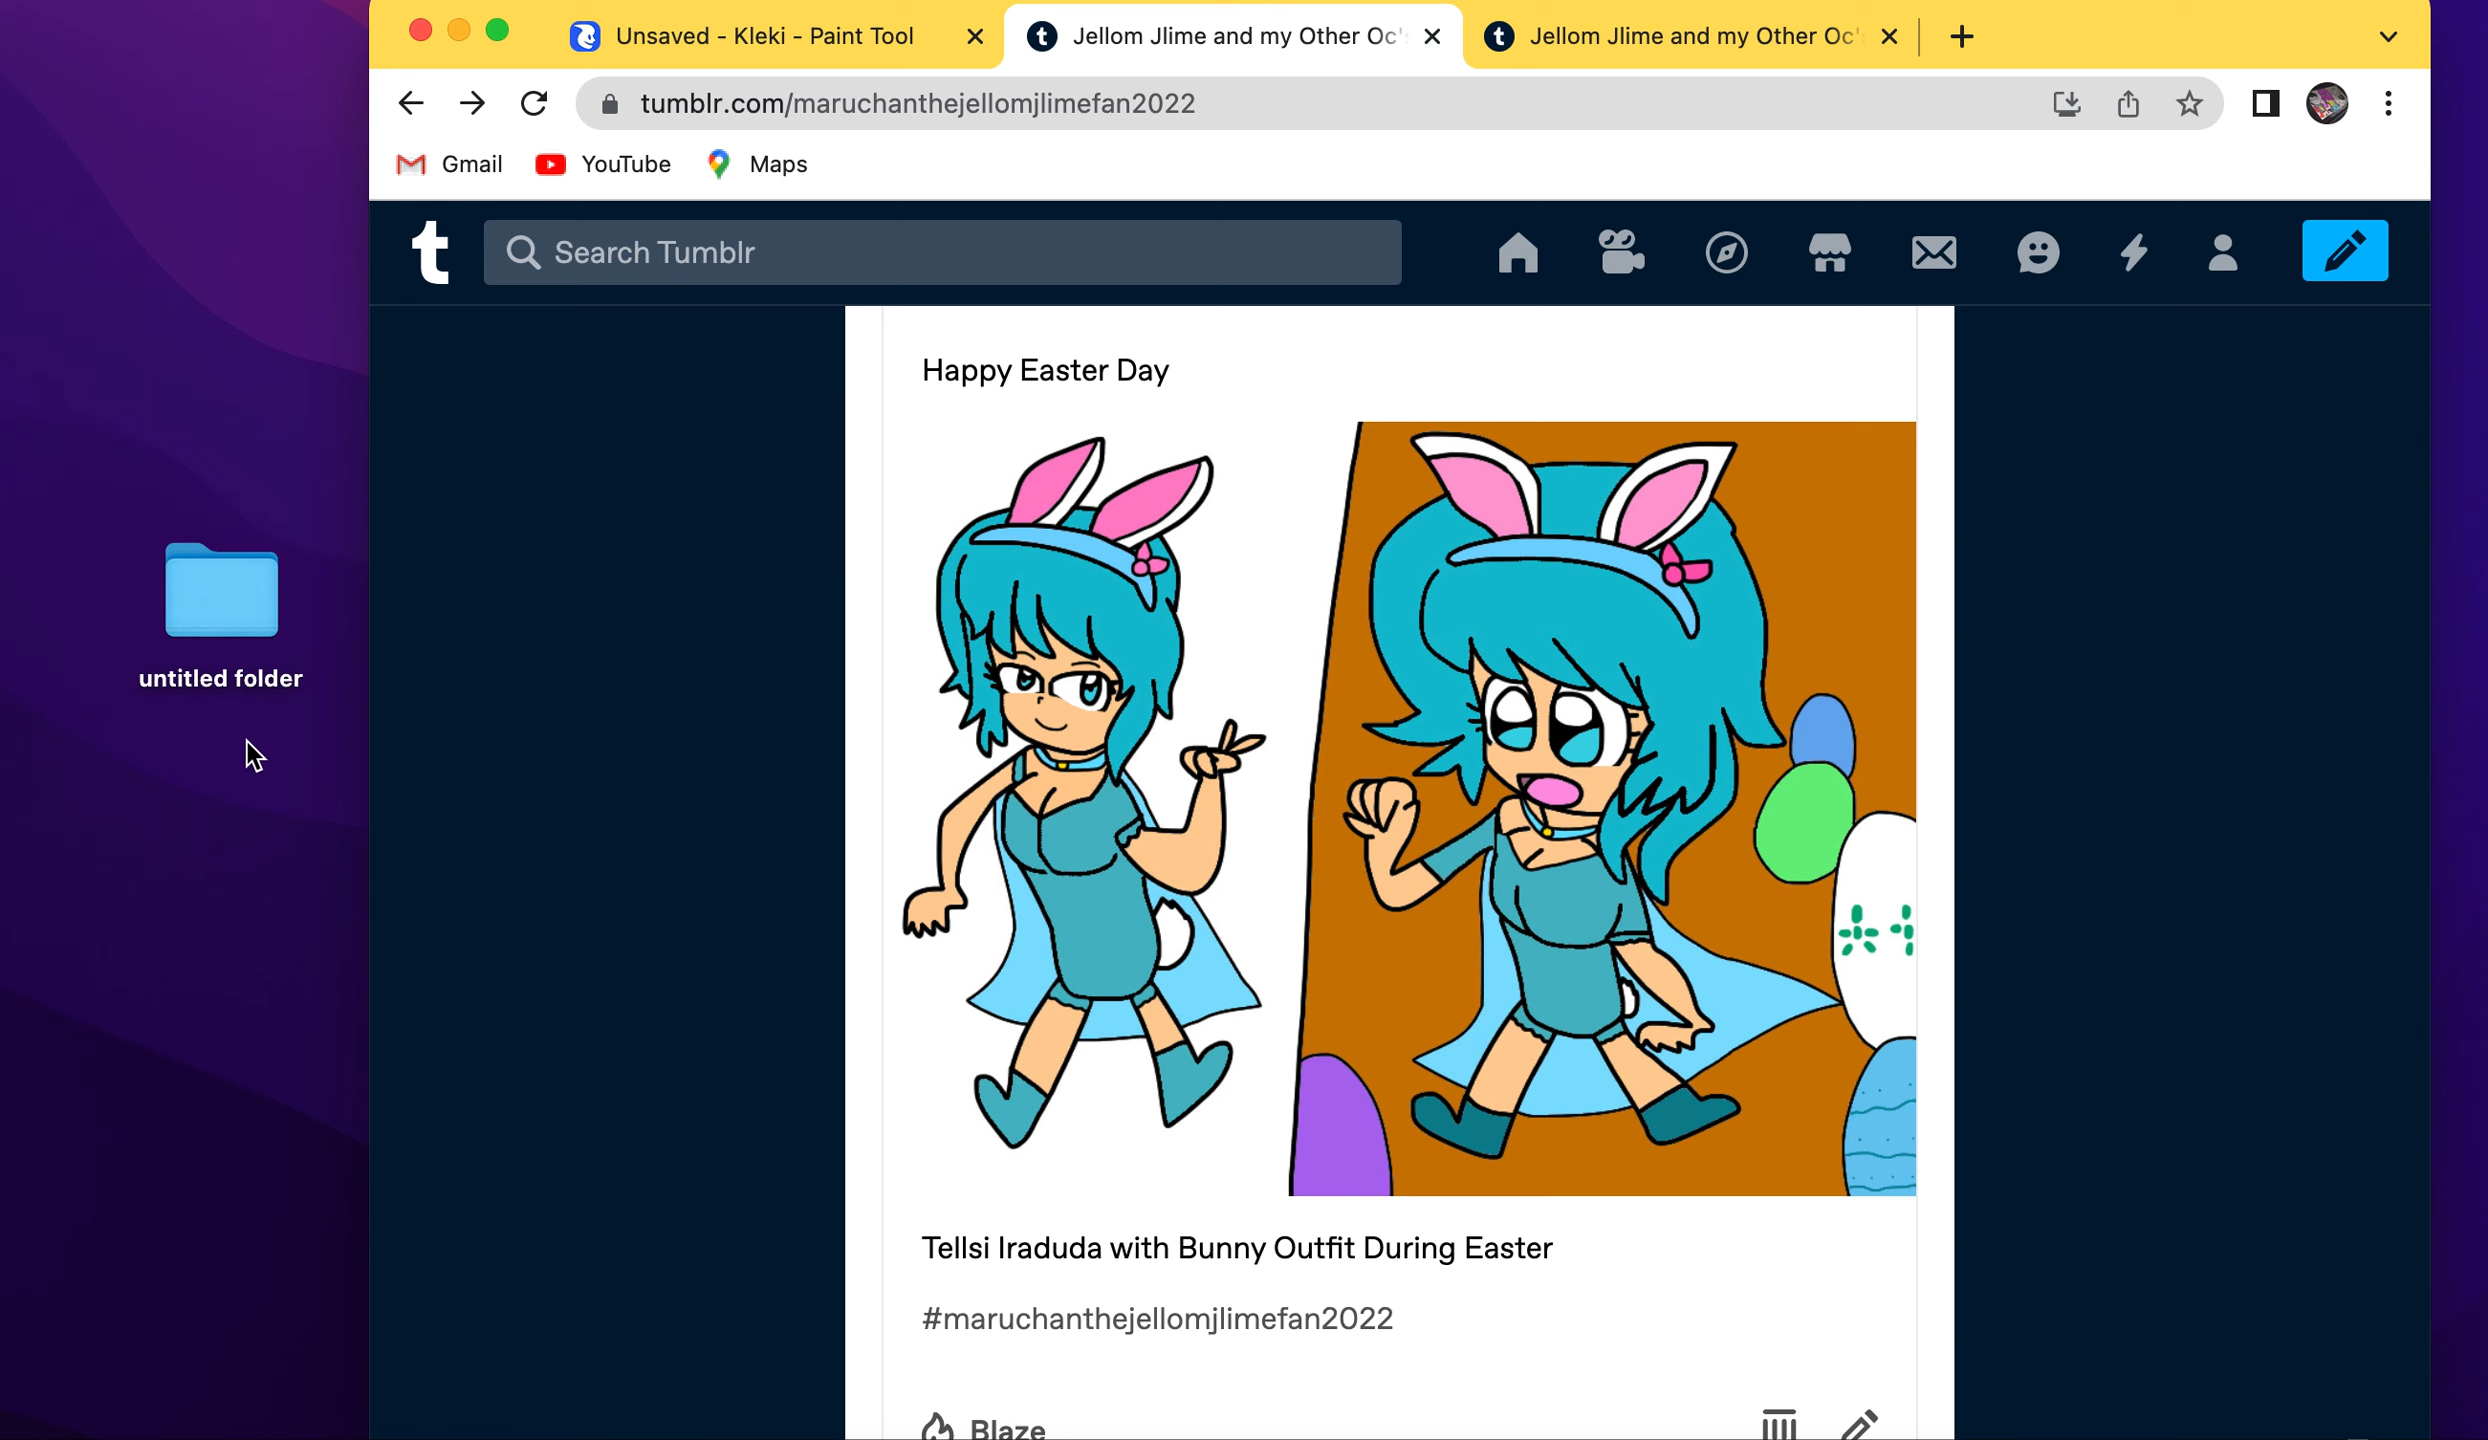 Unsaved - Kleki - Paint Tool
Jellom Jlime and my Other Oc'
Jellom Jlime and my Other Oc'
tumblr.com/maruchanthejellomjlimefan2022
Gmail
YouTube
Maps
t
Search Tumblr
untitled folder
Happy Easter Day
Tellsi Iraduda with Bunny Outfit During Easter
#maruchanthejellomjlimefan2022
Blaze